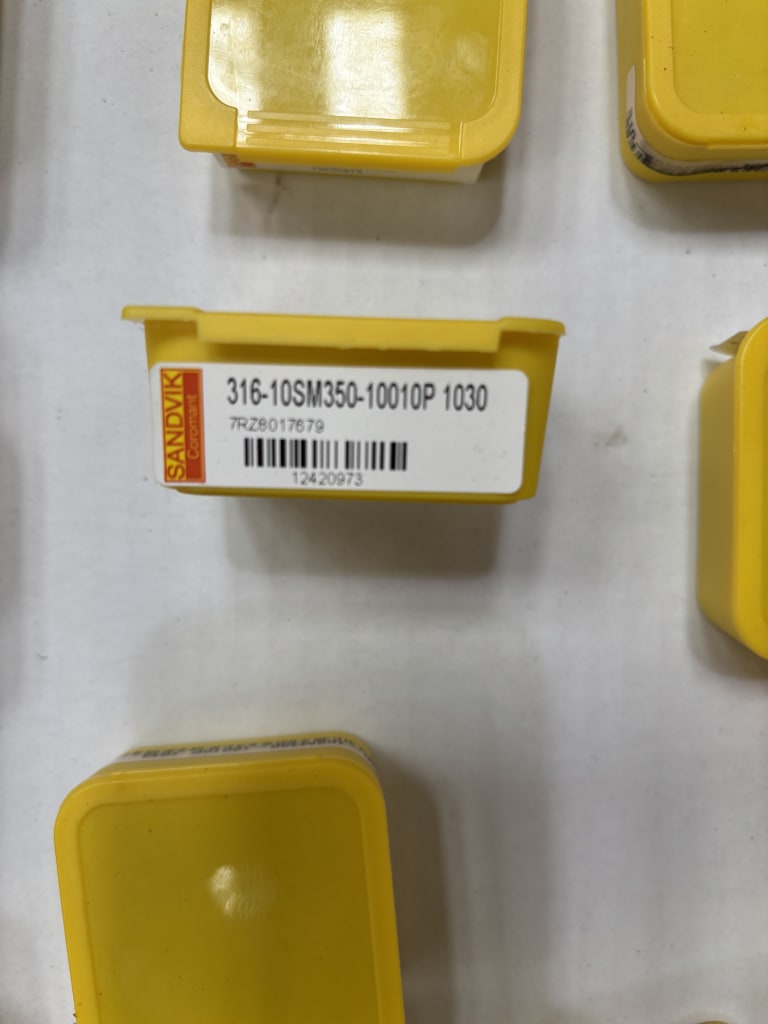 SANDVIK
Coromant
316-10SM350-10010P 1030
7RZ8017679
12420973